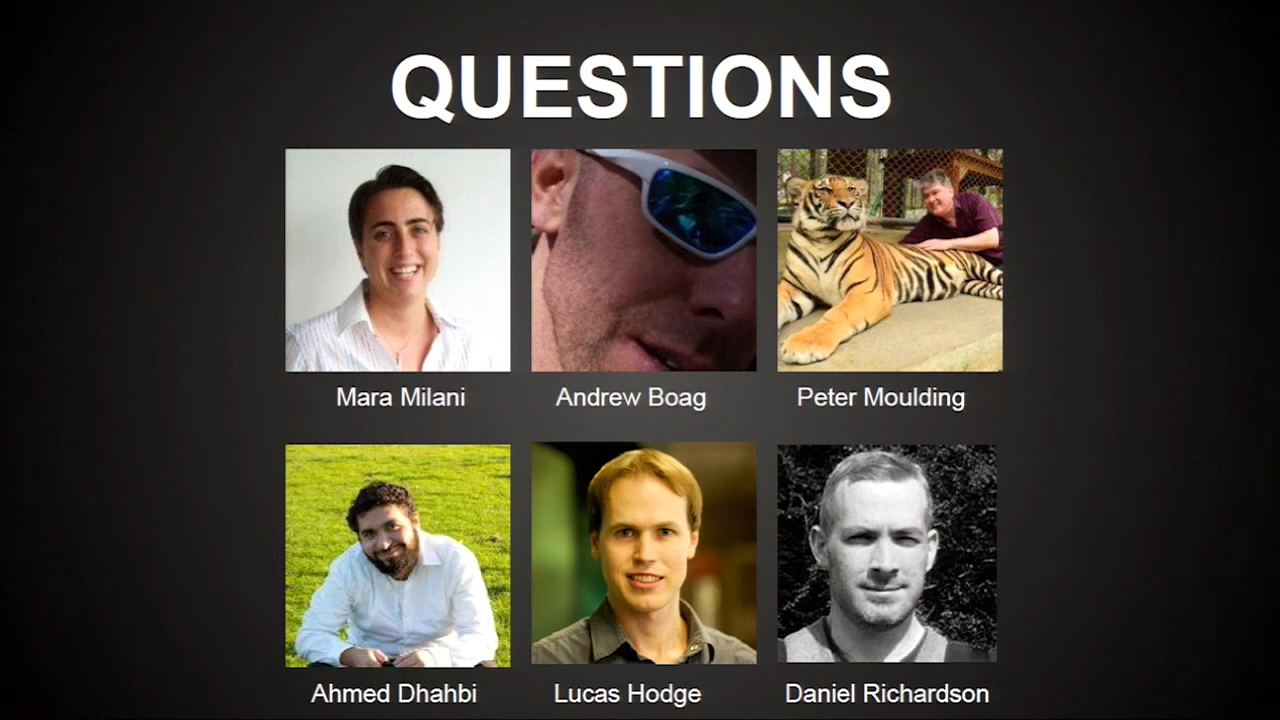 QUESTIONS
Mara Milani
Andrew Boag
Peter Moulding
Ahmed Dhahbi
Lucas Hodge
Daniel Richardson